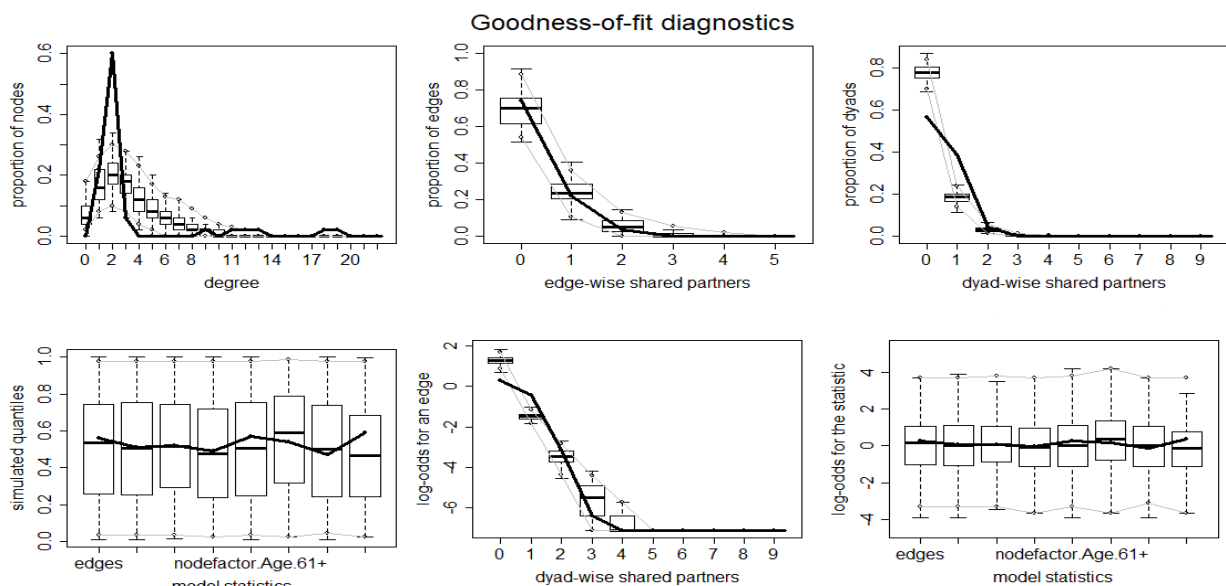 Goodness-of-fit diagnostics
proportion of nodes
0.0 0.2 0.4 0.6
0 2 4 6 8 11 14 17 20
degree
proportion of edges
0.0 0.2 0.4 0.6 0.8 1.0
0 1 2 3 4 5
edge-wise shared partners
proportion of dyads
0.0 0.2 0.4 0.6 0.8
0 1 2 3 4 5 6 7 8 9
dyad-wise shared partners
simulated quantiles
0.0 0.2 0.4 0.6 0.8 1.0
edges nodefactor.Age.61+
model statistics
log-odds for an edge
-6 -4 -2 0 2
0 1 2 3 4 5 6 7 8 9
dyad-wise shared partners
log-odds for the statistic
-4 -2 0 2 4
edges nodefactor.Age.61+
model statistics